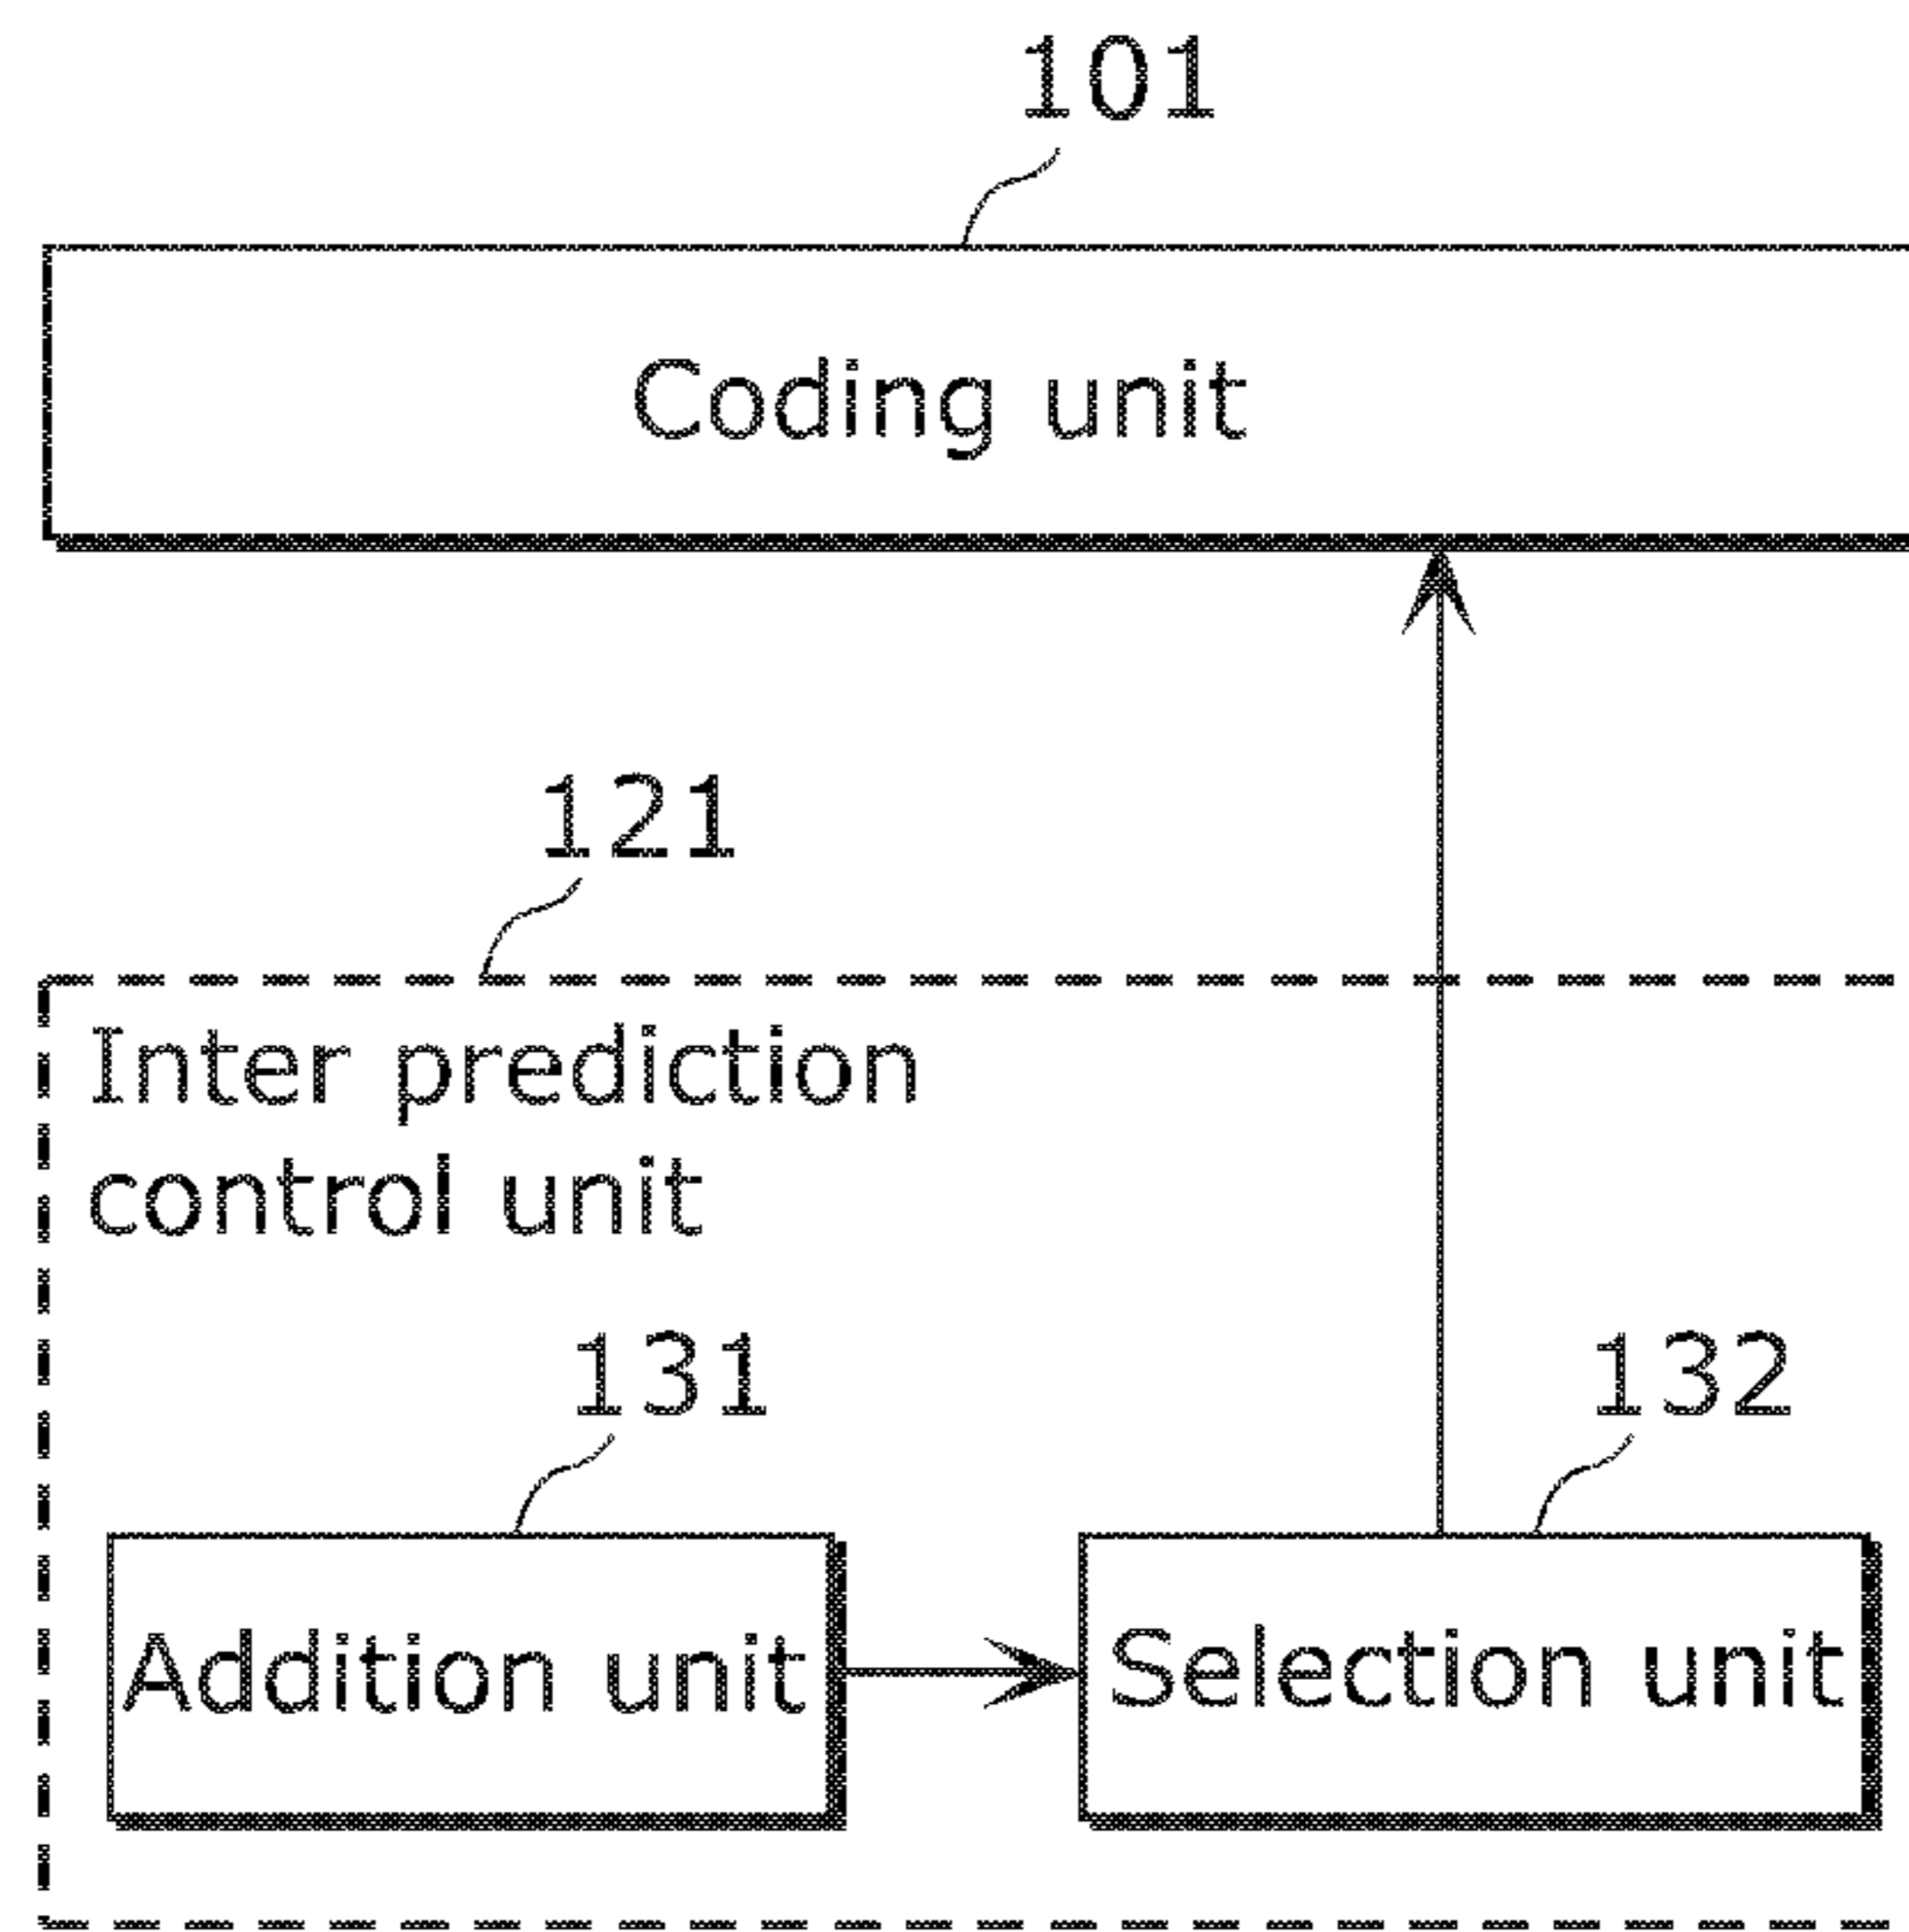 101
Coding unit
121
Inter prediction
control unit
131
132
Addition unit
Selection unit